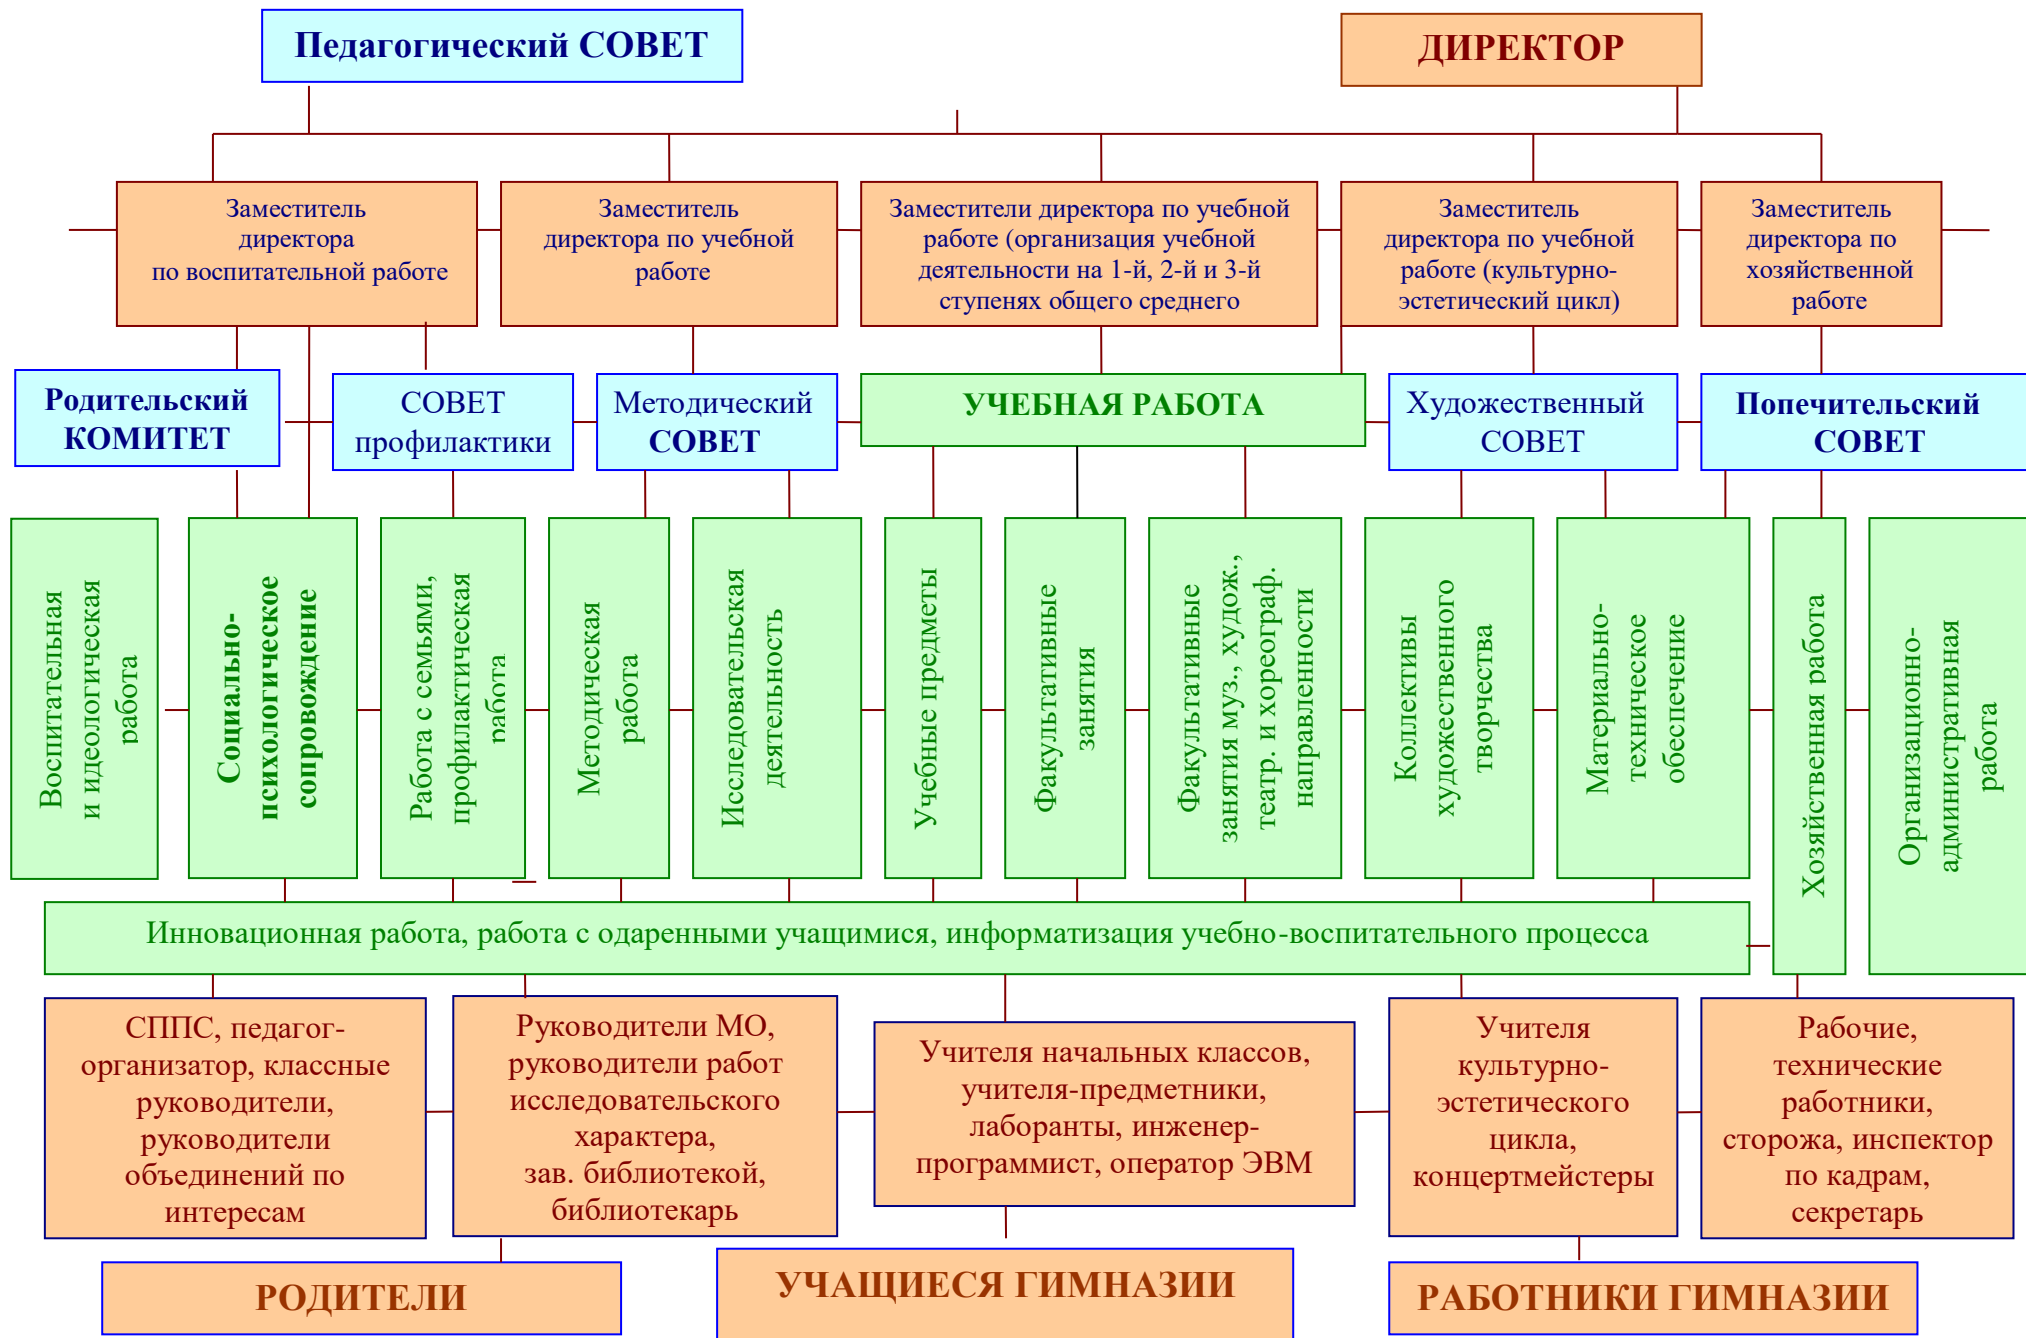 Педагогический СОВЕТ
ДИРЕКТОР
Заместитель
директора
по воспитательной работе
Заместитель
директора по учебной
работе
Заместители директора по учебной
работе (организация учебной
деятельности на 1-й, 2-й и 3-й
ступенях общего среднего
Заместитель
директора по учебной
работе (культурно-
эстетический цикл)
Заместитель
директора по
хозяйственной
работе
Родительский
КОМИТЕТ
СОВЕТ
профилактики
Методический
СОВЕТ
УЧЕБНАЯ РАБОТА
Художественный
СОВЕТ
Попечительский
СОВЕТ
Воспитательная
и идеологическая
работа
Социально-
психологическое
сопровождение
Работа с семьями,
профилактическая
работа
Методическая
работа
Исследовательская
деятельность
Учебные предметы
Факультативные
занятия
Факультативные
занятия муз., худож.,
театр. и хореограф.
направленности
Коллективы
художественного
творчества
Материально-
техническое
обеспечение
Хозяйственная работа
Организационно-
административная
работа
Инновационная работа, работа с одаренными учащимися, информатизация учебно-воспитательного процесса
СППС, педагог-
организатор, классные
руководители,
руководители
объединений по
интересам
Руководители МО,
руководители работ
исследовательского
характера,
зав. библиотекой,
библиотекарь
Учителя начальных классов,
учителя-предметники,
лаборанты, инженер-
программист, оператор ЭВМ
Учителя
культурно-
эстетического
цикла,
концертмейстеры
Рабочие,
технические
работники,
сторожа, инспектор
по кадрам,
секретарь
РОДИТЕЛИ
УЧАЩИЕСЯ ГИМНАЗИИ
РАБОТНИКИ ГИМНАЗИИ